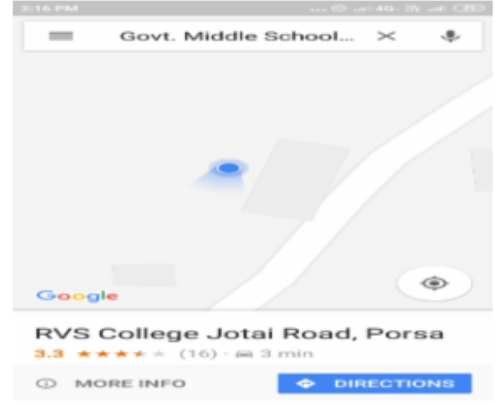 3:16 PM
Govt. Middle School...
Google
RVS College Jotai Road, Porsa
3.3 (16) · 3 min
MORE INFO
DIRECTIONS